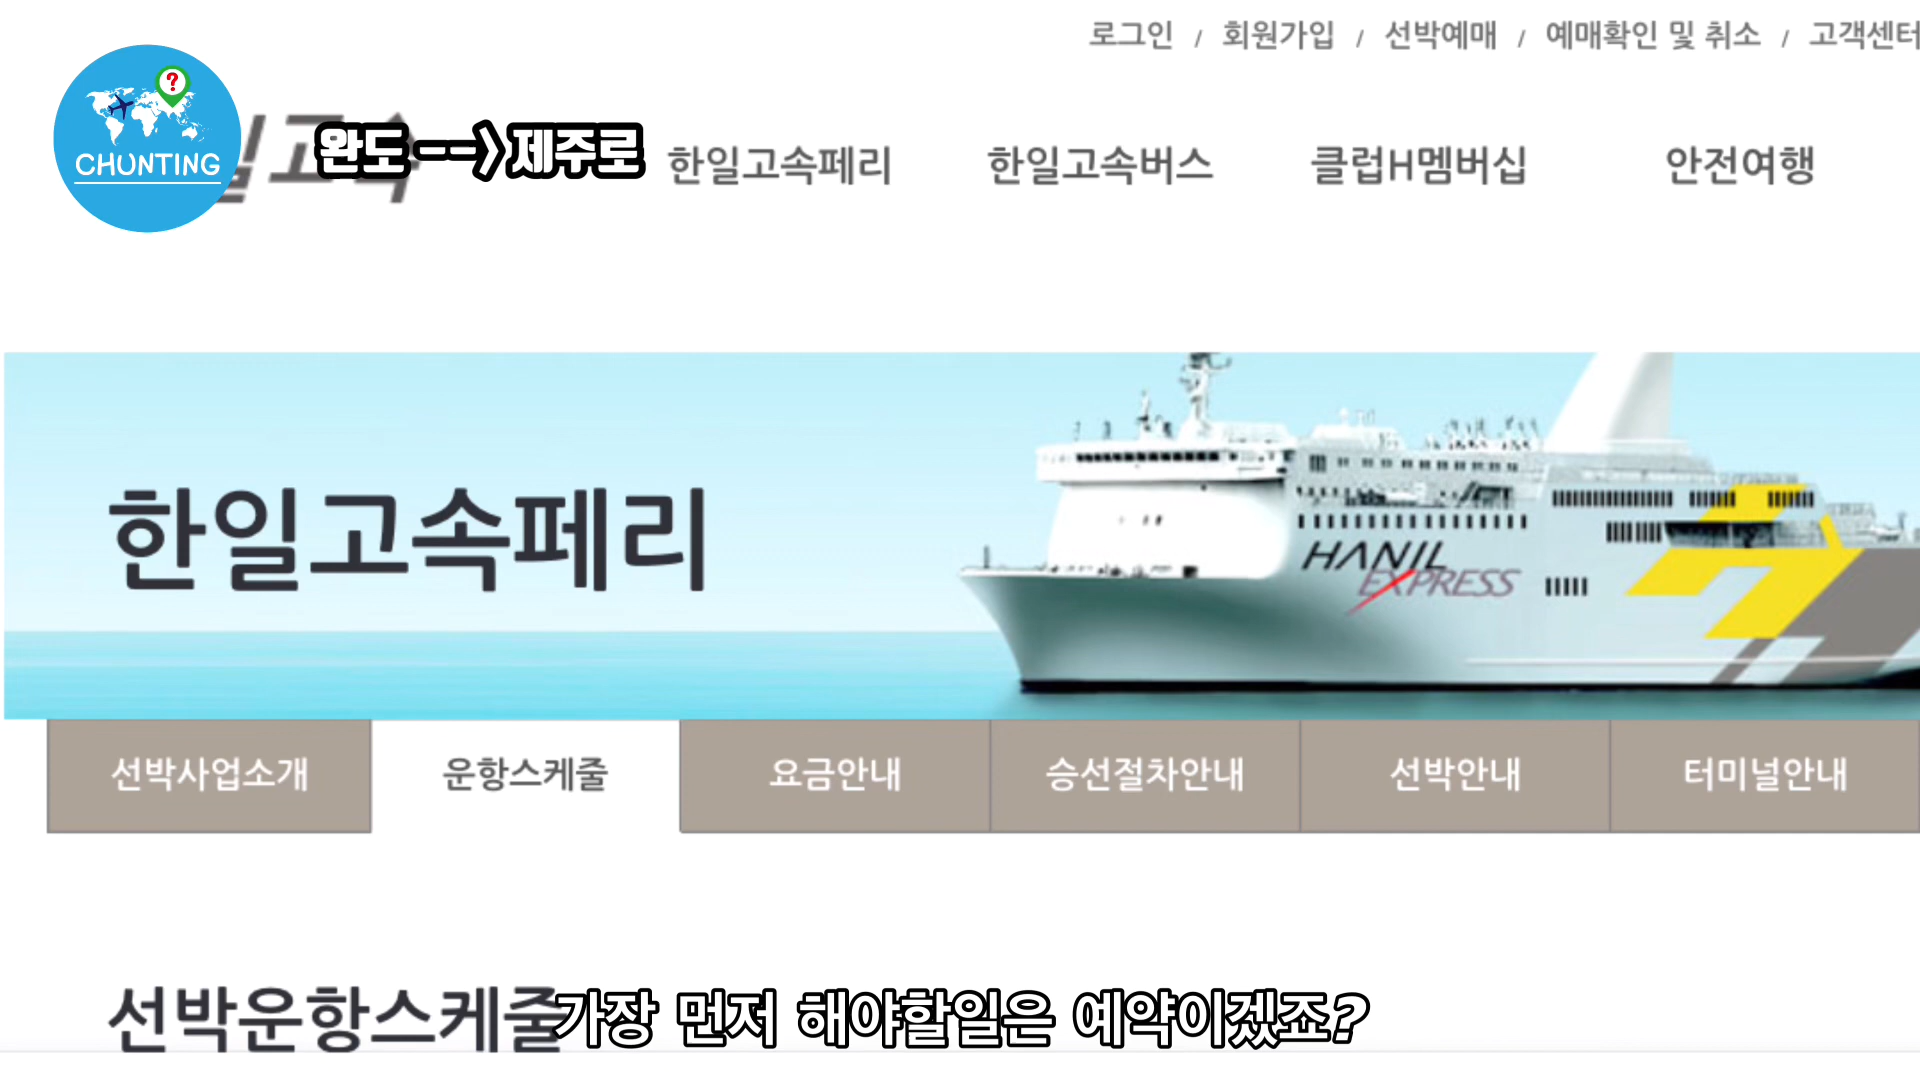 로그인 / 회원가입 / 선박예매 / 예매확인 및 취소 / 고객센터
?
CHUNTING
일고속
완도 --> 제주로
한일고속페리 한일고속버스 클럽H멤버십 안전여행
한일고속페리
HANIL
EXPRESS
선박사업소개 운항스케줄 요금안내 승선절차안내 선박안내 터미널안내
선박운항스케줄
가장 먼저 해야할일은 예약이겠죠?